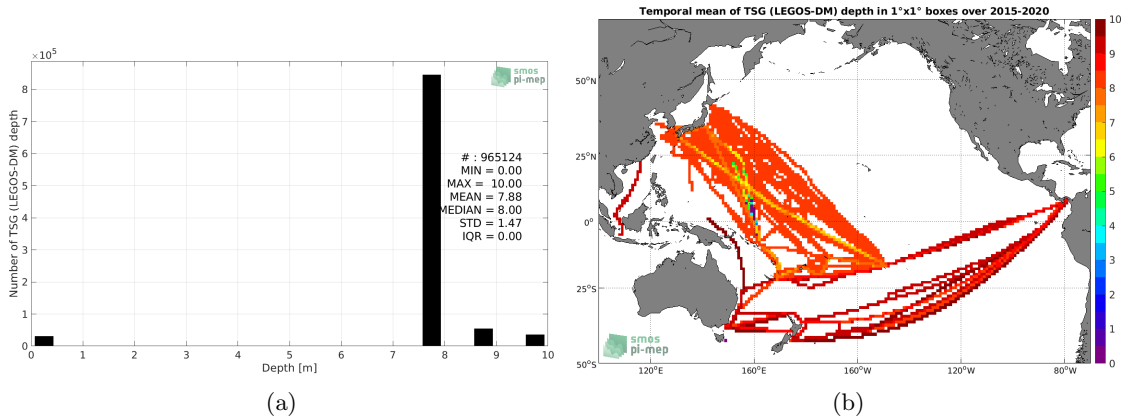 ×10⁵
smos
pi-mep
8
7
6
5
4
3
2
1
0
Number of TSG (LEGOS-DM) depth
# : 965124
MIN = 0.00
MAX = 10.00
MEAN = 7.88
MEDIAN = 8.00
STD = 1.47
IQR = 0.00
0 1 2 3 4 5 6 7 8 9 10
Depth [m]
(a)
Temporal mean of TSG (LEGOS-DM) depth in 1°x1° boxes over 2015-2020
50°N
25°N
0°
25°S
50°S
120°E 160°E 160°W 120°W 80°W
smos
pi-mep
10
9
8
7
6
5
4
3
2
1
0
(b)